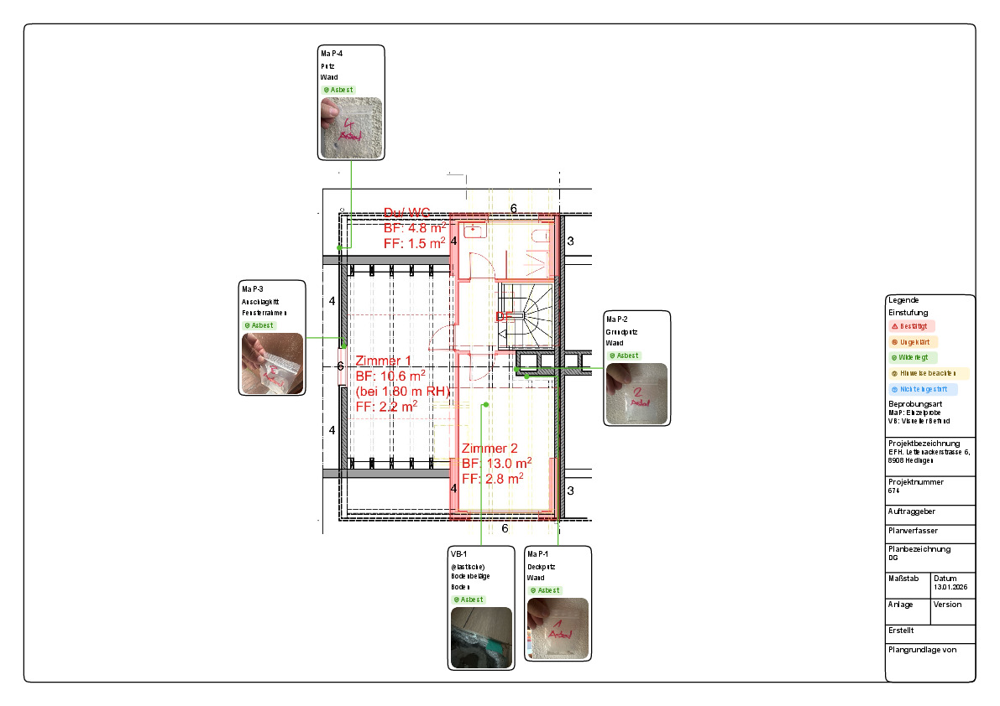 MaP-4
Putz
Wand
Asbest
4
Asbest
Du/ WC
BF: 4.8 m²
FF: 1.5 m²
6
4
3
MaP-3
Anschlagkitt
Fensterrahmen
Asbest
4
6
4
Zimmer 1
BF: 10.6 m²
(bei 1.80 m RH)
FF: 2.2 m²
MaP-2
Grundputz
Wand
Asbest
2
Asbest
Zimmer 2
BF: 13.0 m²
FF: 2.8 m²
4
3
6
VB-1
(elastische)
Bodenbeläge
Boden
Asbest
MaP-1
Deckputz
Wand
Asbest
1
Asbest
Legende
Einstufung
Bestätigt
Ungeklärt
Widerlegt
Hinweise beachten
Nicht eingestuft
Beprobungsart
MaP: Einzelprobe
VB: Visueller Befund
Projektbezeichnung
EFH. Lettenackerstrasse 6,
8908 Hedingen
Projektnummer
674
Auftraggeber
Planverfasser
Planbezeichnung
DG
Maßstab
Datum
13.01.2026
Anlage
Version
Erstellt
Plangrundlage von